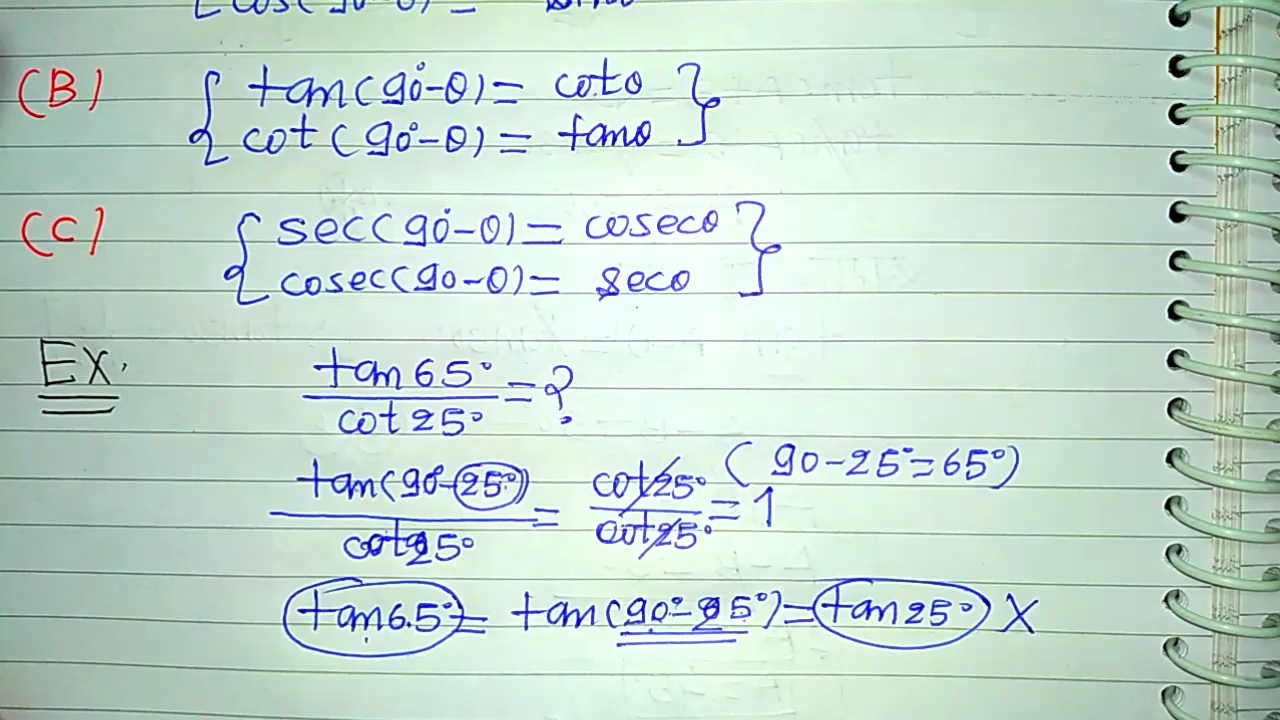 (B) { tan(90°-θ) = cotθ }
{ cot(90°-θ) = tanθ }
(C) { sec(90°-θ) = cosecθ }
{ cosec(90-θ) = secθ }
Ex. tan65°/cot25° = ?
tan(90°-25°)/cot25° = cot25°/cot25° = 1 (90-25°=65°)
tan65° = tan(90°-25°) = tan25° X